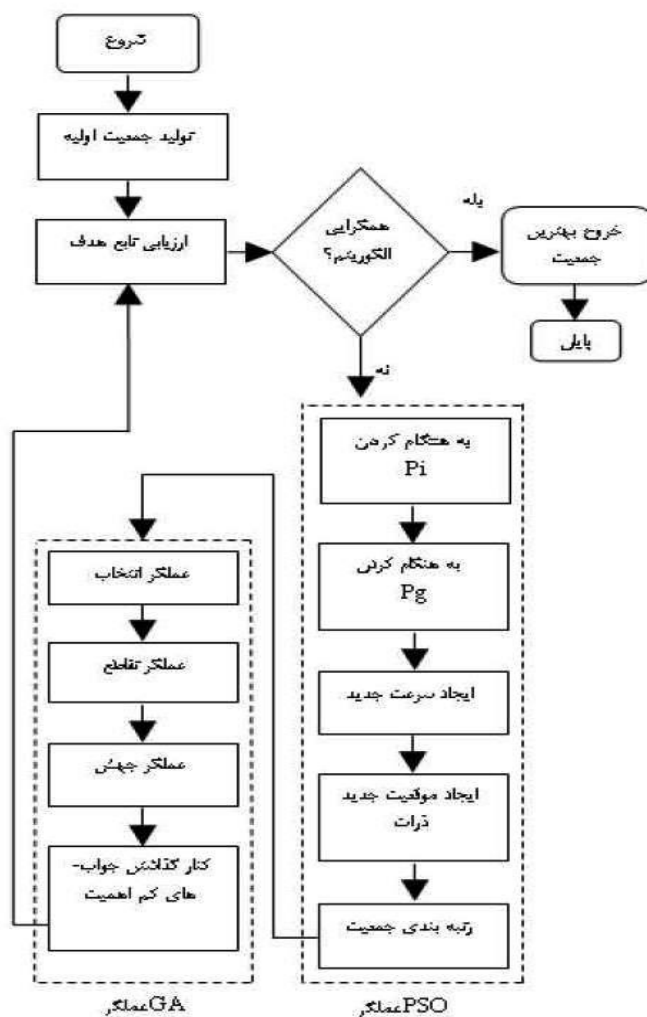 شروع
تولید جمعیت اولیه
ارزیابی تابع هدف
همگرایی
الگوریتم؟
بله
خروج بهترین
جمعیت
پایان
نه
به هنگام کردن
Pi
به هنگام کردن
Pg
ایجاد سرعت جدید
ایجاد موقعیت جدید
ذرات
رتبه بندی جمعیت
عملگرPSO
عملگر انتخاب
عملگر تقاطع
عملگر جهش
کنار گذاشتن جواب-
های کم اهمیت
عملگرGA